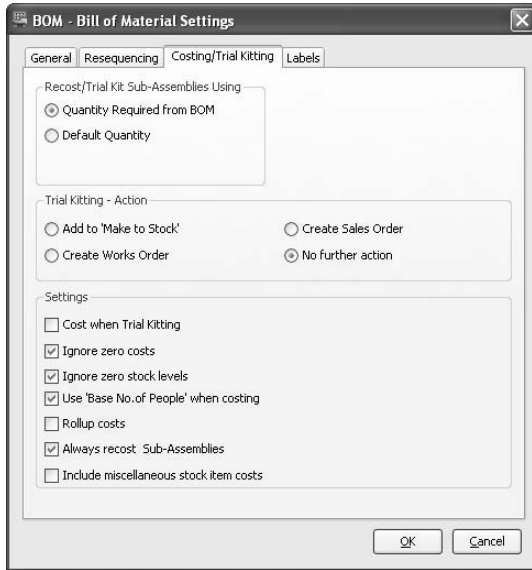 BOM - Bill of Material Settings
General Resequencing Costing/Trial Kitting Labels
Recost/Trial Kit Sub-Assemblies Using
Quantity Required from BOM
Default Quantity
Trial Kitting - Action
Add to 'Make to Stock' Create Sales Order
Create Works Order No further action
Settings
Cost when Trial Kitting
Ignore zero costs
Ignore zero stock levels
Use 'Base No.of People' when costing
Rollup costs
Always recost Sub-Assemblies
Include miscellaneous stock item costs
OK Cancel